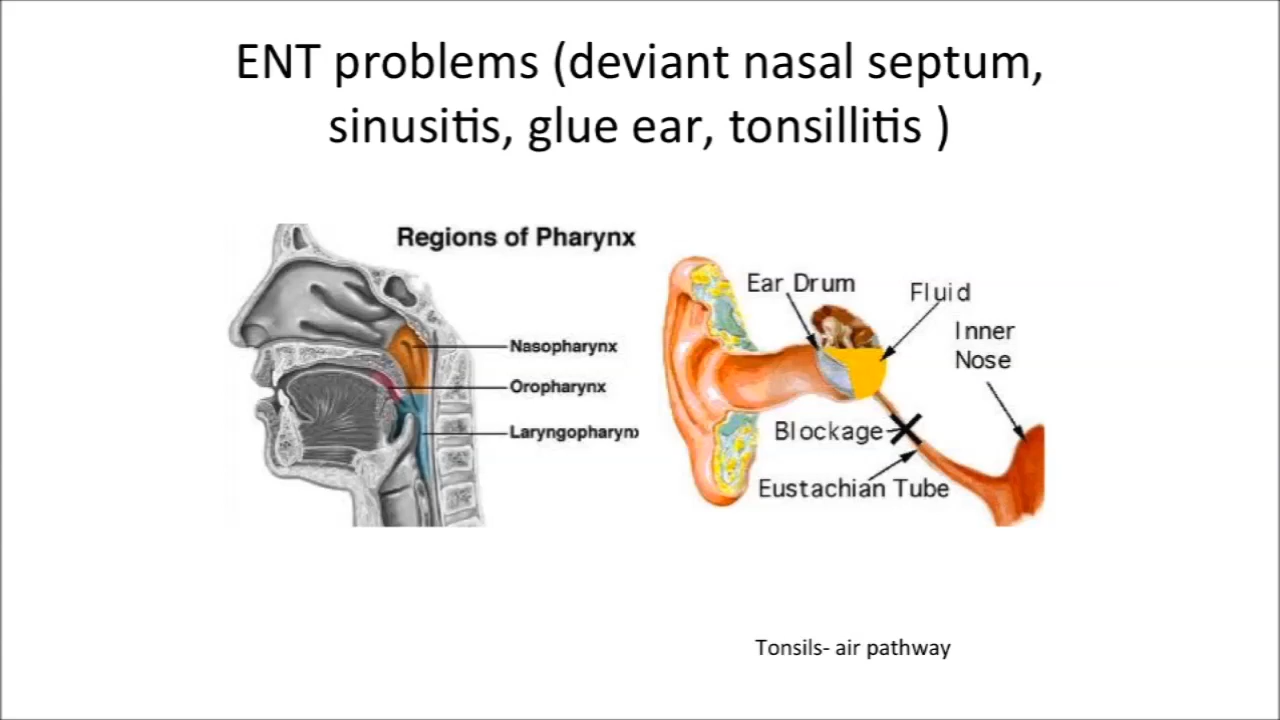 ENT problems (deviant nasal septum,
sinusitis, glue ear, tonsillitis )
Regions of Pharynx
Nasopharynx
Oropharynx
Laryngopharynx
Ear Drum
Fluid
Inner
Nose
Blockage
Eustachian Tube
Tonsils- air pathway